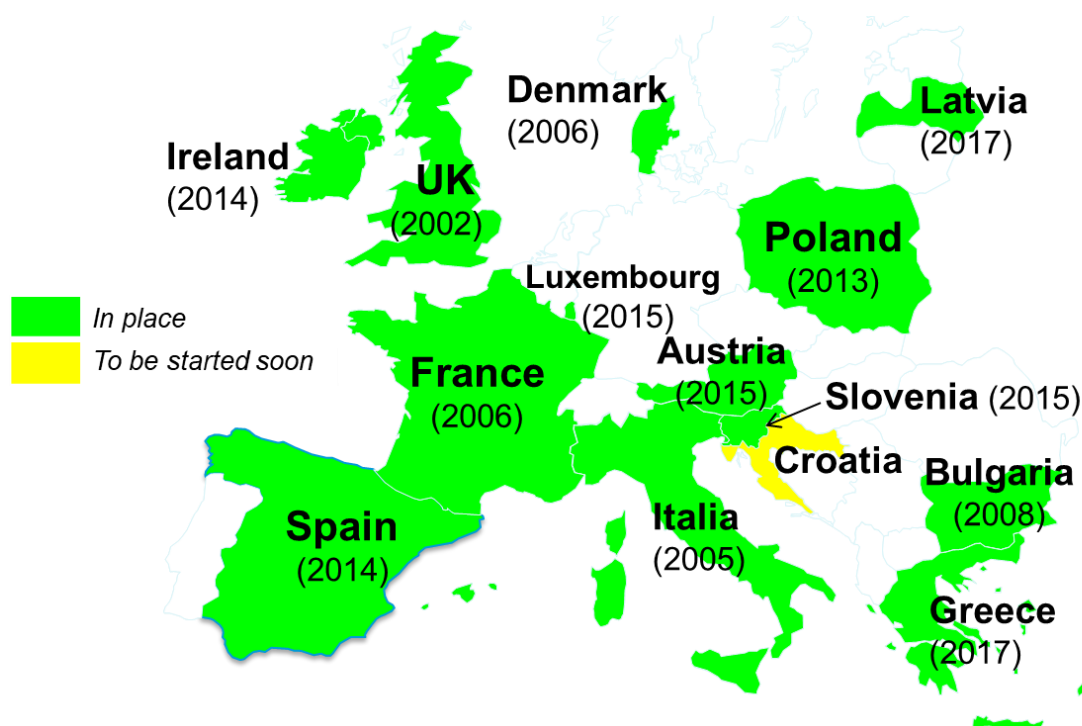 Denmark
(2006)
Latvia
(2017)
Ireland
(2014)
UK
(2002)
Poland
(2013)
Luxembourg
(2015)
In place
To be started soon
France
(2006)
Austria
(2015)
Slovenia (2015)
Croatia
Bulgaria
(2008)
Spain
(2014)
Italia
(2005)
Greece
(2017)